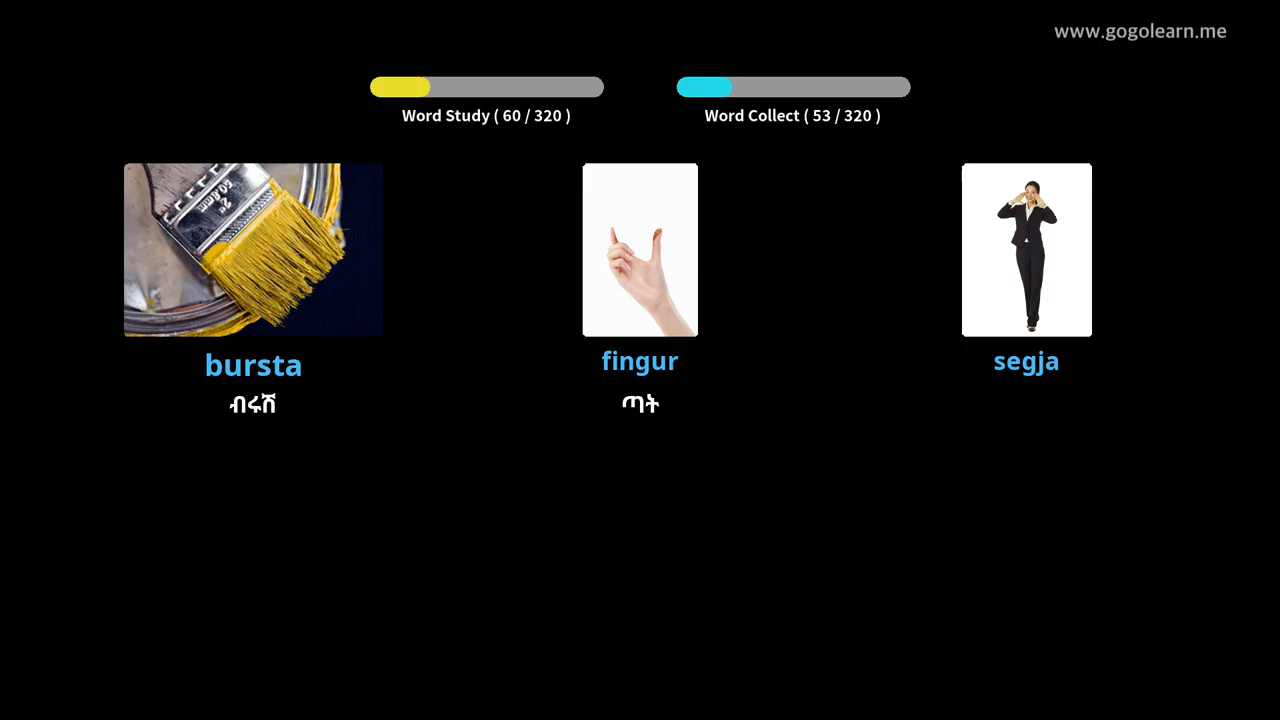 www.gogolearn.me
Word Study ( 60 / 320 )
Word Collect ( 53 / 320 )
bursta
ብሩሽ
fingur
ጣት
segja